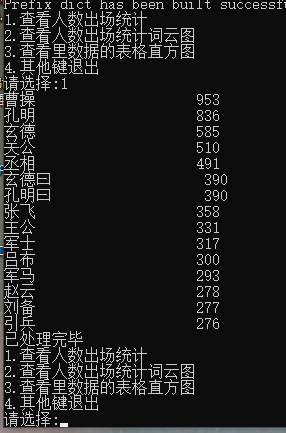 Prefix dict has been built successfu
1.查看人数出场统计
2.查看人数出场统计词云图
3.查看里数据的表格直方图
4.其他键退出
请选择:1
曹操 953
孔明 836
玄德 585
关公 510
丞相 491
玄德曰 390
孔明曰 390
张飞 358
王公 331
军士 317
吕布 300
军马 293
赵云 278
刘备 277
引兵 276
已处理完毕
1.查看人数出场统计
2.查看人数出场统计词云图
3.查看里数据的表格直方图
4.其他键退出
请选择: